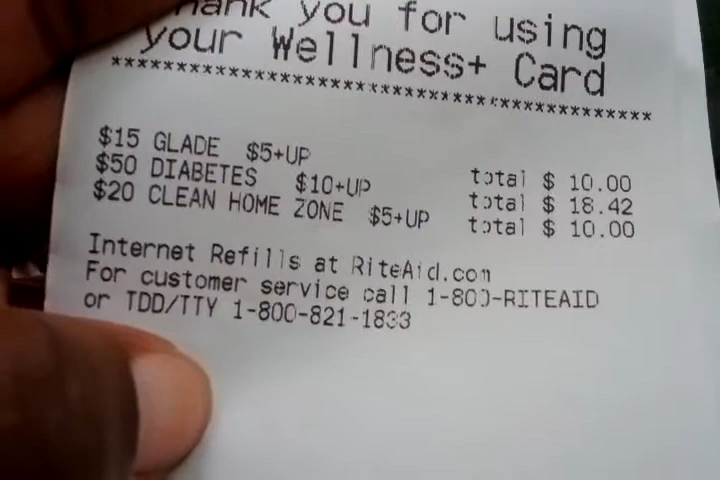 Thank you for using
your Wellness+ Card
*******************************************
$15 GLADE $5+UP total $ 10.00
$50 DIABETES $10+UP total $ 18.42
$20 CLEAN HOME ZONE $5+UP total $ 10.00
Internet Refills at RiteAid.com
For customer service call 1-800-RITEAID
or TDD/TTY 1-800-821-1833